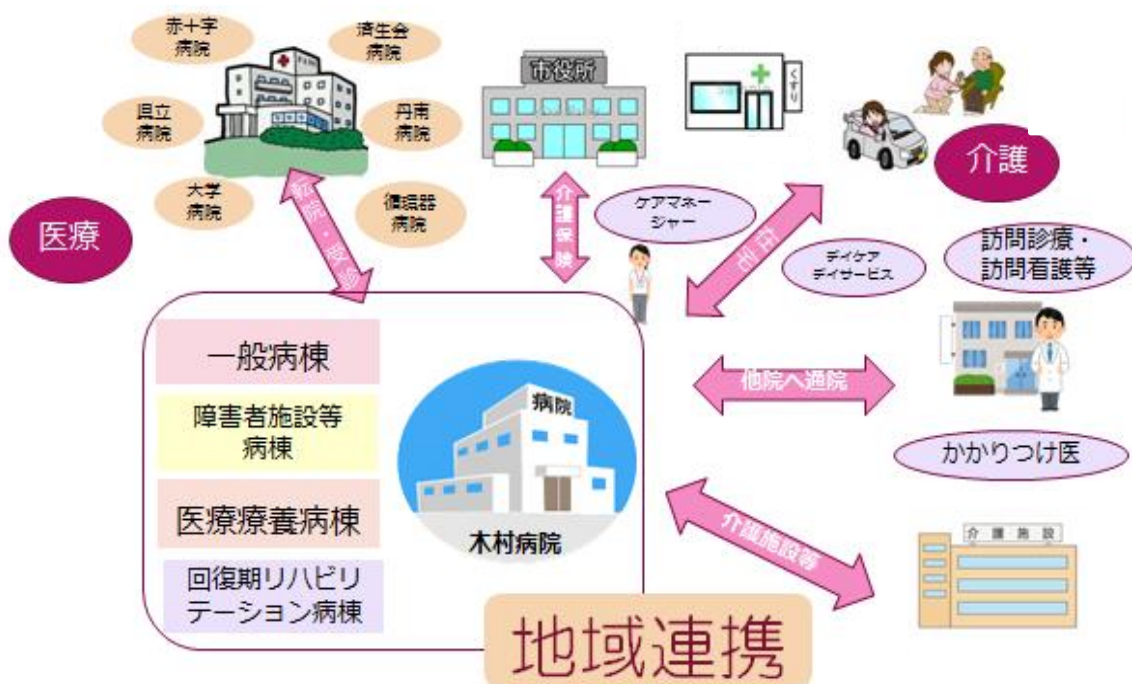 赤十字
病院
済生会
病院
県立
病院
丹南
病院
大学
病院
循環器
病院
市役所
くすり
医療
介護
転院・受診
介護保険
ケアマネー
ジャー
在宅
デイケア
デイサービス
訪問診療・
訪問看護等
一般病棟
障害者施設等
病棟
医療療養病棟
回復期リハビリ
テーション病棟
病院
木村病院
他院へ通院
かかりつけ医
介護施設等
介護施設
地域連携